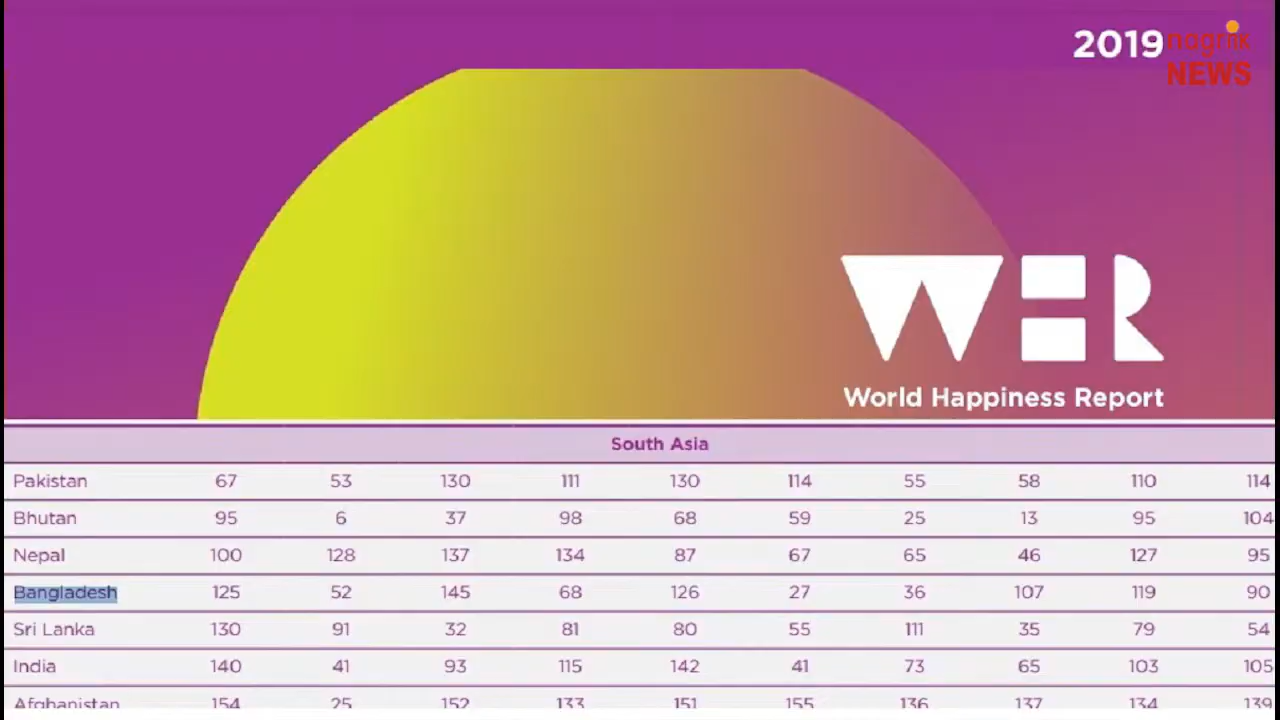 2019
nagrik
NEWS
WHR
World Happiness Report
South Asia
Pakistan 67 53 130 111 130 114 55 58 110 114
Bhutan 95 6 37 98 68 59 25 13 95 104
Nepal 100 128 137 134 87 67 65 46 127 95
Bangladesh 125 52 145 68 126 27 36 107 119 90
Sri Lanka 130 91 32 81 80 55 111 35 79 54
India 140 41 93 115 142 41 73 65 103 105
Afghanistan 154 25 152 133 151 155 136 137 134 139